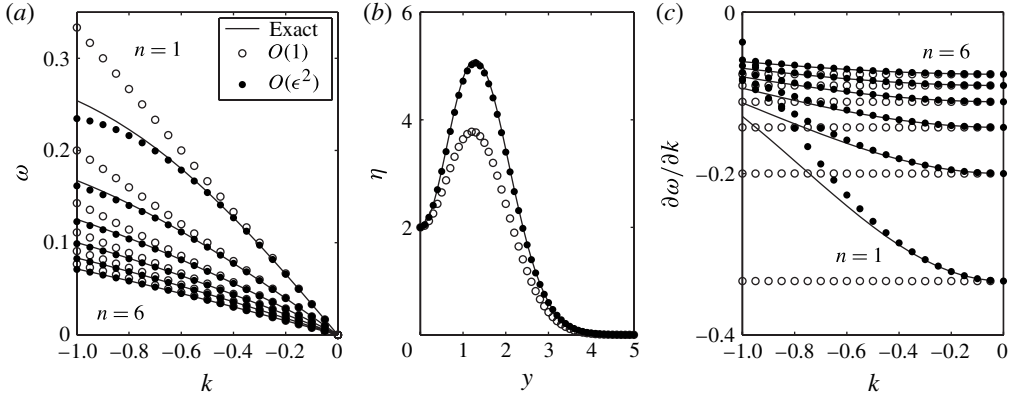 (a)
0.3
0.2
0.1
0
ω
n = 1
n = 6
Exact
O(1)
O(ϵ²)
−1.0 −0.8 −0.6 −0.4 −0.2 0
k
(b)
6
4
2
0
η
0 1 2 3 4 5
y
(c)
0
−0.2
−0.4
∂ω/∂k
n = 6
n = 1
−1.0 −0.8 −0.6 −0.4 −0.2 0
k